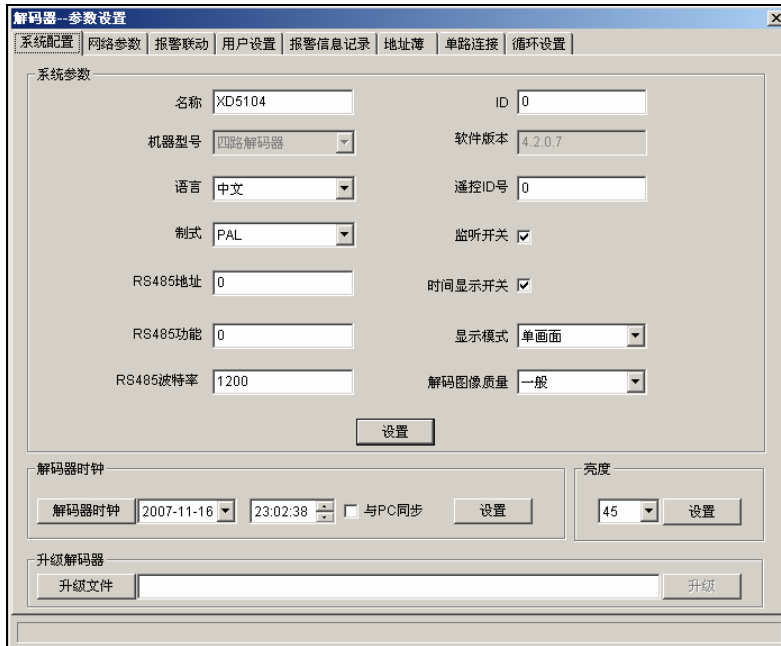 解码器--参数设置
系统配置 网络参数 报警联动 用户设置 报警信息记录 地址薄 单路连接 循环设置
系统参数
名称 XD5104 ID 0
机器型号 四路解码器 软件版本 4.2.0.7
语言 中文 遥控ID号 0
制式 PAL 监听开关
RS485地址 0 时间显示开关
RS485功能 0 显示模式 单画面
RS485波特率 1200 解码图像质量 一般
设置
解码器时钟 亮度
解码器时钟 2007-11-16 23:02:38 与PC同步 设置 45 设置
升级解码器
升级文件 升级